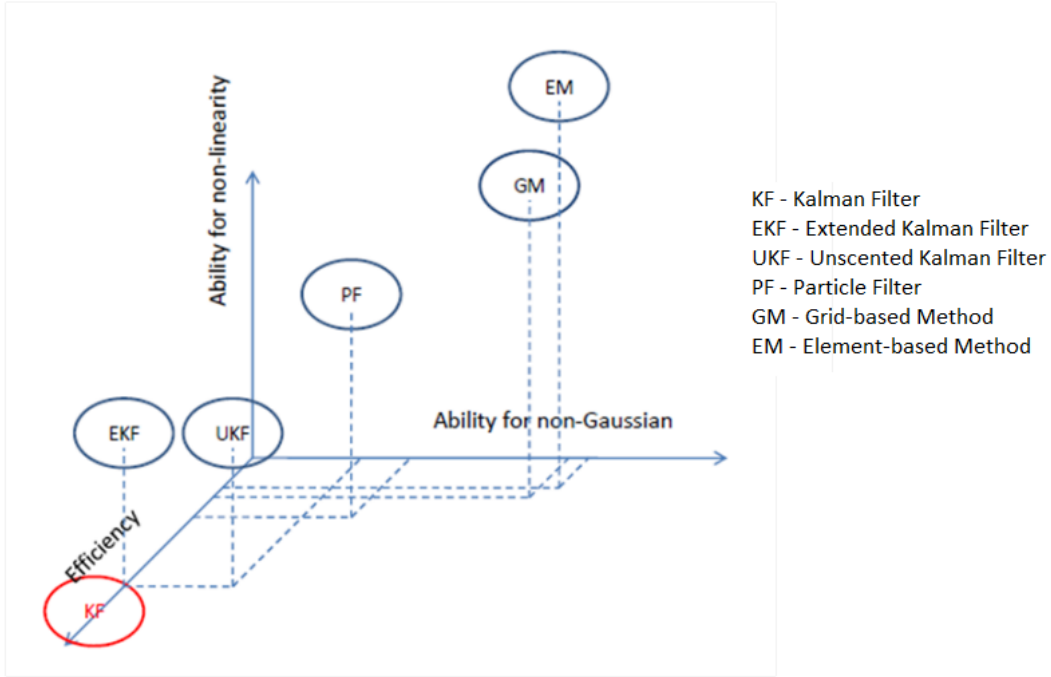 EM
Ability for non-linearity
GM
KF - Kalman Filter
EKF - Extended Kalman Filter
UKF - Unscented Kalman Filter
PF - Particle Filter
GM - Grid-based Method
EM - Element-based Method
PF
Ability for non-Gaussian
EKF
UKF
Efficiency
KF